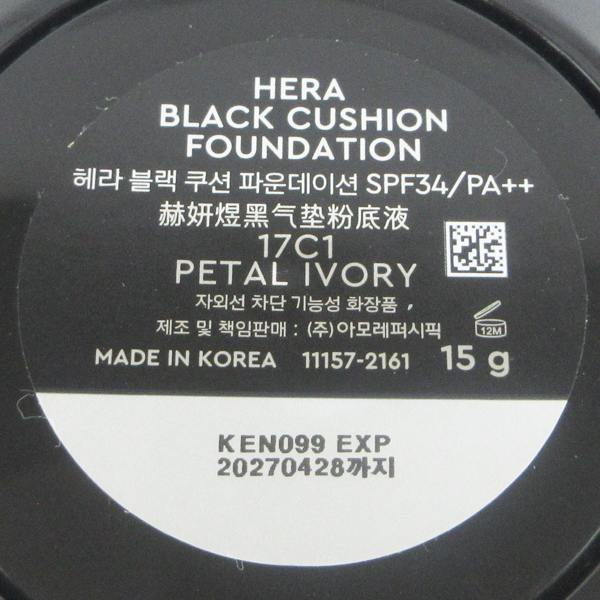 HERA
BLACK CUSHION
FOUNDATION
헤라 블랙 쿠션 파운데이션 SPF34/PA++
赫妍煜黑气垫粉底液
17C1
PETAL IVORY
자외선 차단 기능성 화장품
제조 및 책임판매 : (주)아모레퍼시픽
12M
MADE IN KOREA 11157-2161 15 g
KEN099 EXP
20270428까지